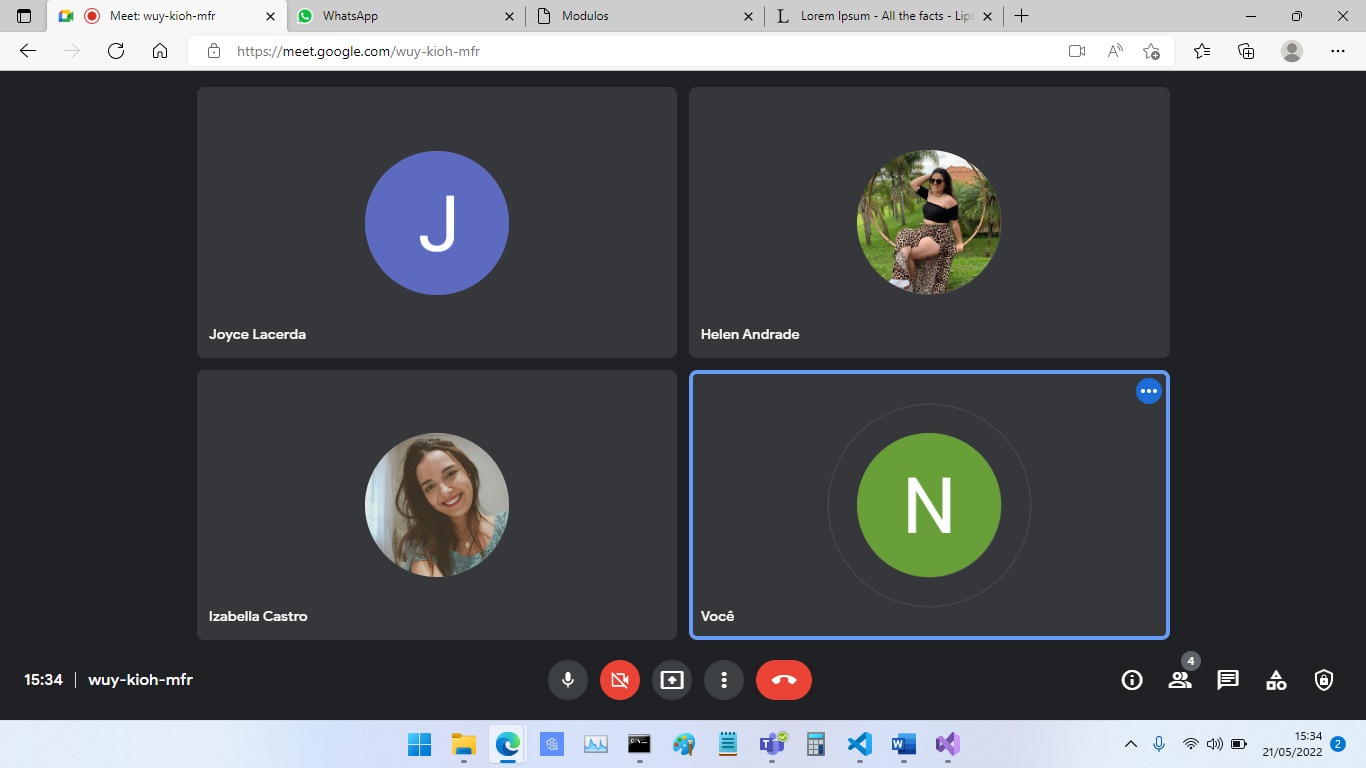 Meet: wuy-kioh-mfr
WhatsApp
Modulos
Lorem Ipsum - All the facts - Lips
https://meet.google.com/wuy-kioh-mfr
J
Joyce Lacerda
Helen Andrade
Izabella Castro
N
Você
15:34 | wuy-kioh-mfr
4
15:34
21/05/2022
2